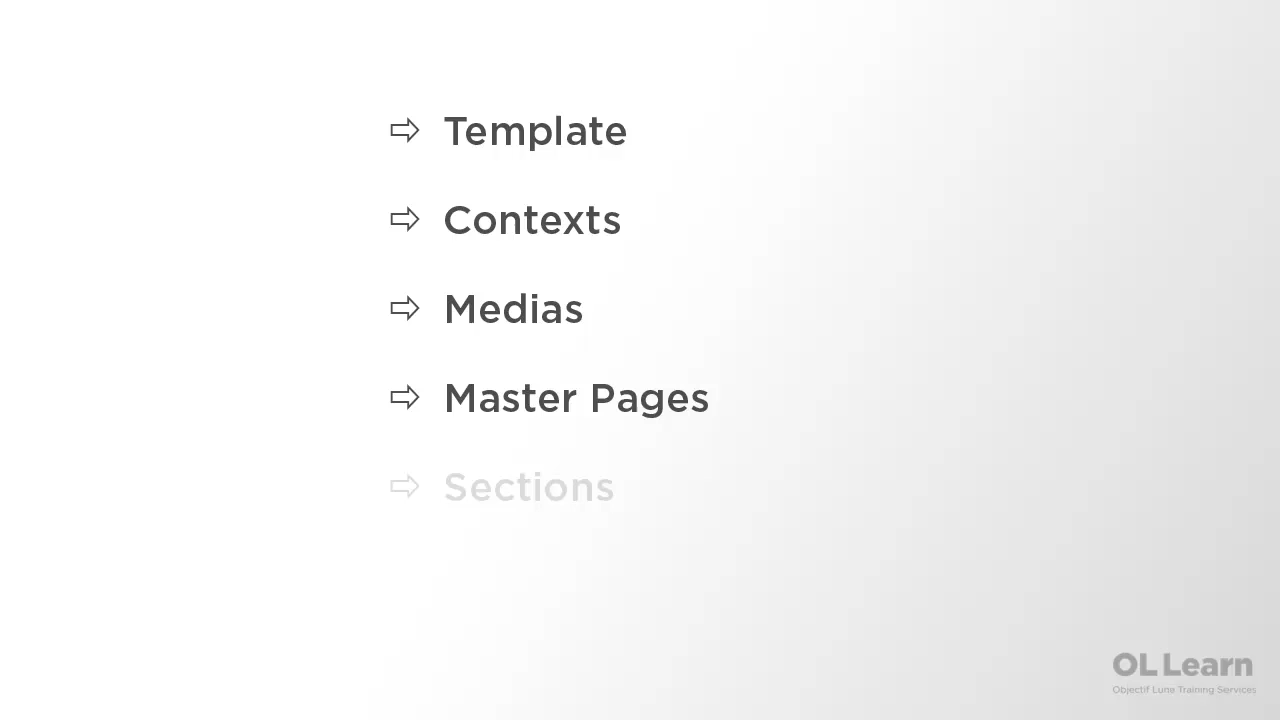 ⇨ Template
⇨ Contexts
⇨ Medias
⇨ Master Pages
⇨ Sections
OL Learn
Objectif Lune Training Services